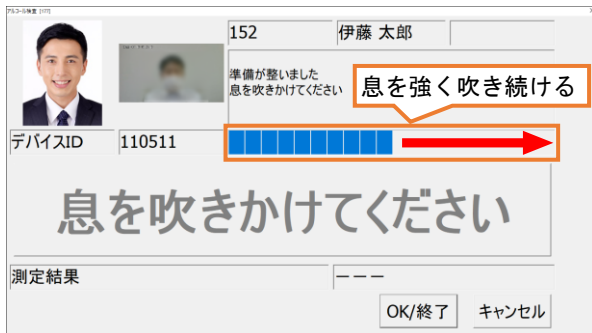 アルコール検査 [177]
152 伊藤 太郎
準備が整いました
息を吹きかけてください
息を強く吹き続ける
デバイスID 110511
息を吹きかけてください
測定結果 ーーー
OK/終了 キャンセル